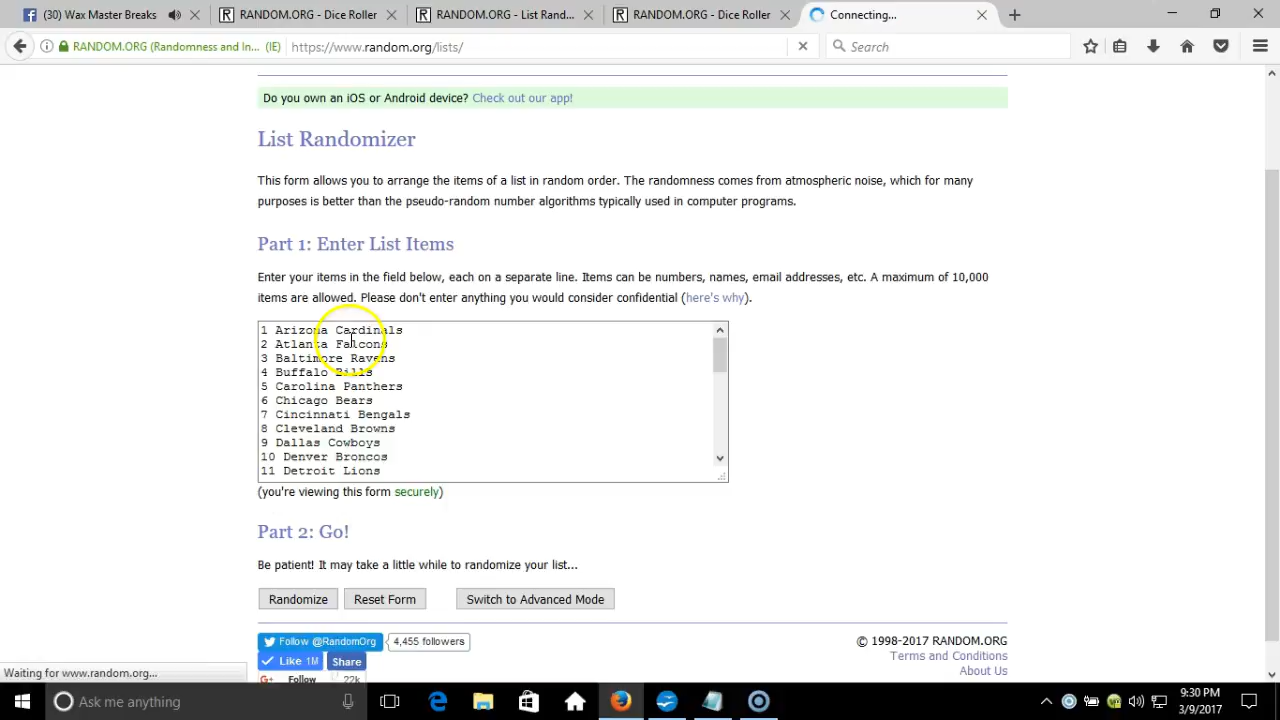 (30) Wax Master Breaks
RANDOM.ORG - Dice Roller
RANDOM.ORG - List Rand...
RANDOM.ORG - Dice Roller
Connecting...
RANDOM.ORG (Randomness and In... (IE)
https://www.random.org/lists/
Search
Do you own an iOS or Android device? Check out our app!
List Randomizer
This form allows you to arrange the items of a list in random order. The randomness comes from atmospheric noise, which for many
purposes is better than the pseudo-random number algorithms typically used in computer programs.
Part 1: Enter List Items
Enter your items in the field below, each on a separate line. Items can be numbers, names, email addresses, etc. A maximum of 10,000
items are allowed. Please don't enter anything you would consider confidential (here's why).
1 Arizona Cardinals
2 Atlanta Falcons
3 Baltimore Ravens
4 Buffalo Bills
5 Carolina Panthers
6 Chicago Bears
7 Cincinnati Bengals
8 Cleveland Browns
9 Dallas Cowboys
10 Denver Broncos
11 Detroit Lions
(you're viewing this form securely)
Part 2: Go!
Be patient! It may take a little while to randomize your list...
Randomize
Reset Form
Switch to Advanced Mode
Follow @RandomOrg
4,455 followers
© 1998-2017 RANDOM.ORG
Like 1M
Share
Terms and Conditions
Follow
22k
About Us
Waiting for www.random.org...
Ask me anything
9:30 PM
3/9/2017